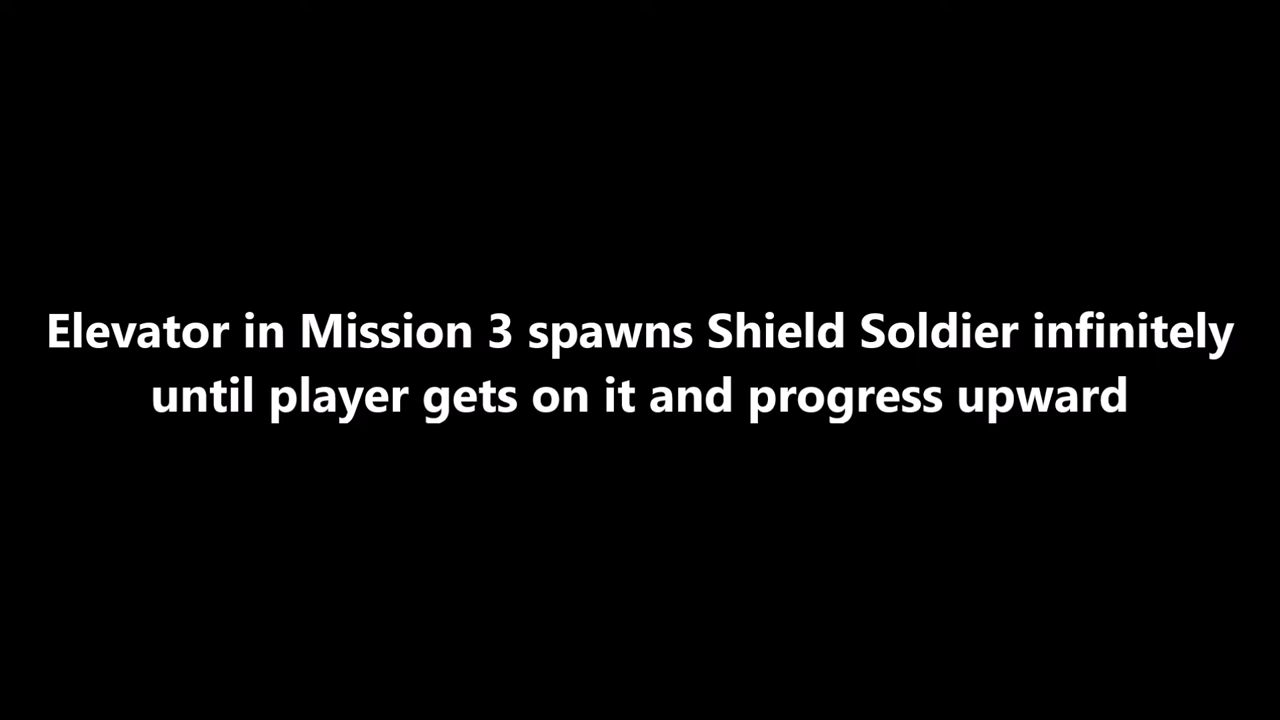 Elevator in Mission 3 spawns Shield Soldier infinitely
until player gets on it and progress upward